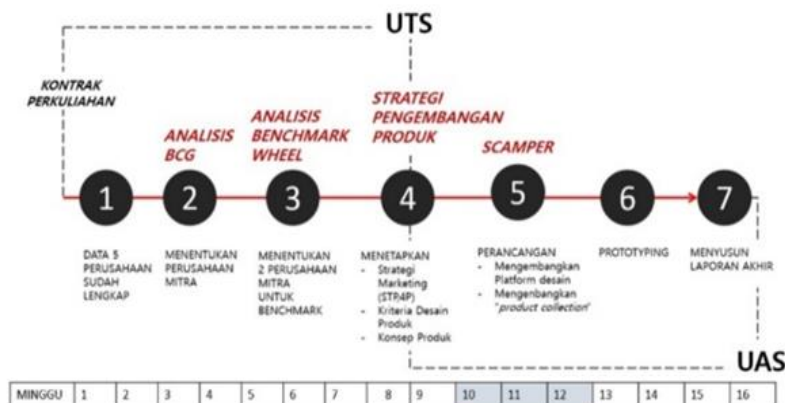 UTS
KONTRAK
PERKULIAHAN
ANALISIS
BCG
ANALISIS
BENCHMARK
WHEEL
STRATEGI
PENGEMBANGAN
PRODUK
SCAMPER
1
2
3
4
5
6
7
DATA 5
PERUSAHAAN
SUDAH
LENGKAP
MENENTUKAN
PERUSAHAAN
MITRA
MENENTUKAN
2 PERUSAHAAN
MITRA
UNTUK
BENCHMARK
MENETAPKAN
- Strategi
Marketing
(STP,4P)
- Kriteria Desain
Produk
- Konsep Produk
PERANCANGAN
- Mengembangkan
Platform desain
- Mengenbangkan
"product collection"
PROTOTYPING
MENYUSUN
LAPORAN AKHIR
UAS
MINGGU 1 2 3 4 5 6 7 8 9 10 11 12 13 14 15 16